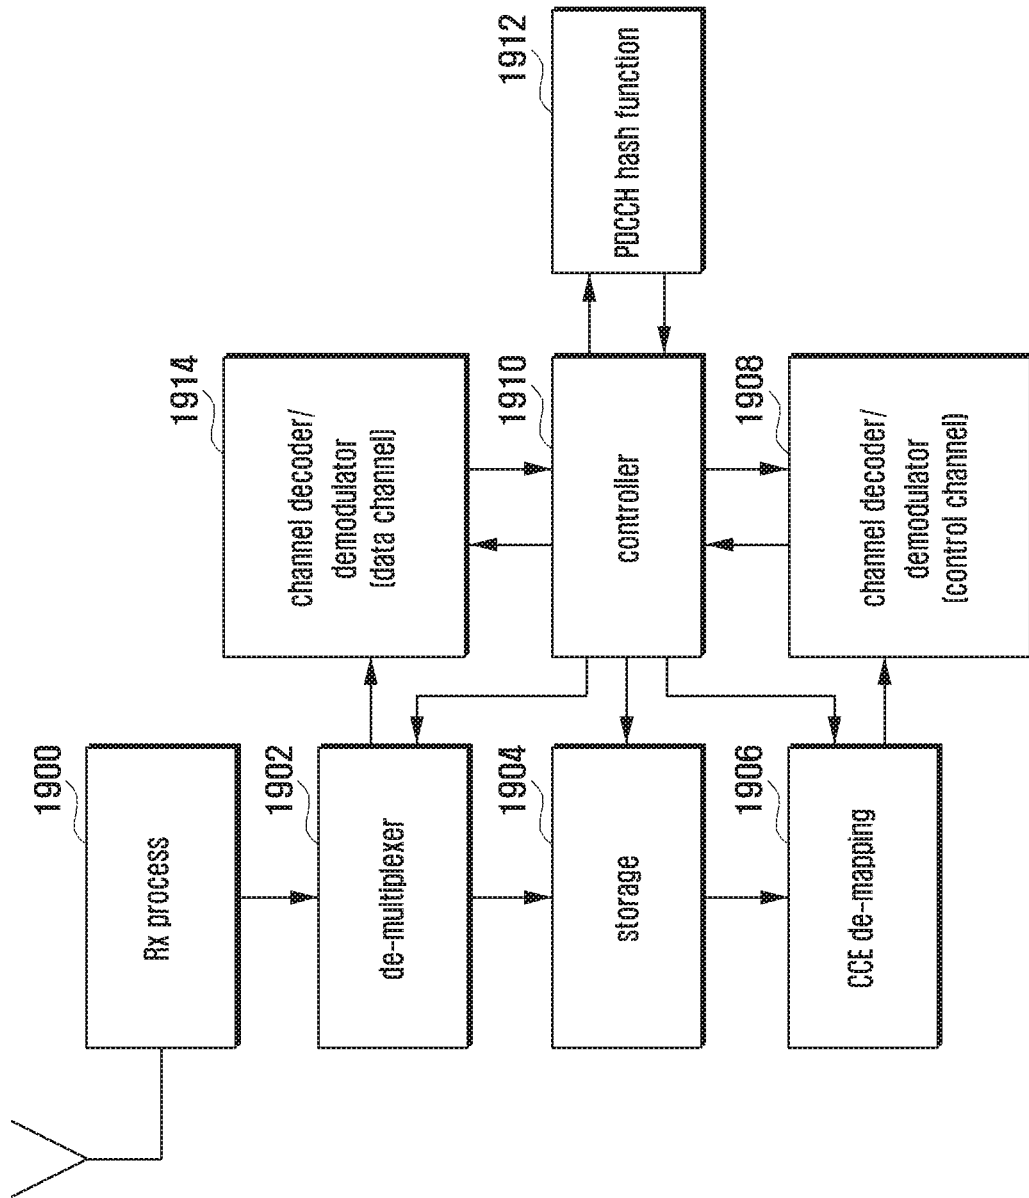 1900
Rx process
1902
de-multiplexer
1904
storage
1906
CCE de-mapping
1914
channel decoder/
demodulator
(data channel)
1910
controller
1908
channel decoder/
demodulator
(control channel)
1912
PDCCH hash function